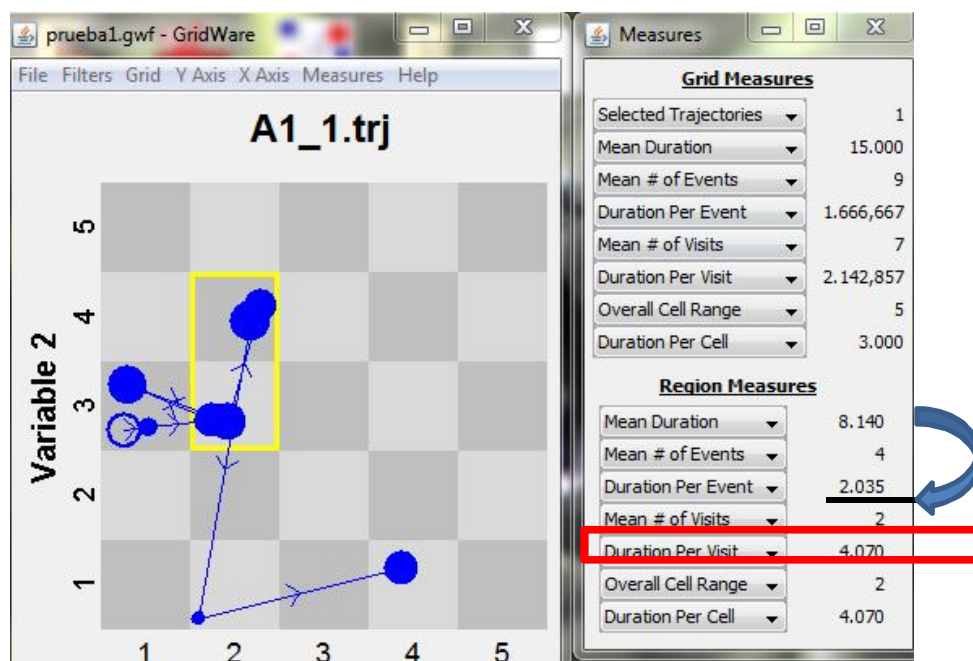 prueba1.gwf - GridWare
File Filters Grid Y Axis X Axis Measures Help
A1_1.trj
Variable 2
5
4
3
2
1
1 2 3 4 5
Measures
Grid Measures
Selected Trajectories 1
Mean Duration 15.000
Mean # of Events 9
Duration Per Event 1.666,667
Mean # of Visits 7
Duration Per Visit 2.142,857
Overall Cell Range 5
Duration Per Cell 3.000
Region Measures
Mean Duration 8.140
Mean # of Events 4
Duration Per Event 2.035
Mean # of Visits 2
Duration Per Visit 4.070
Overall Cell Range 2
Duration Per Cell 4.070